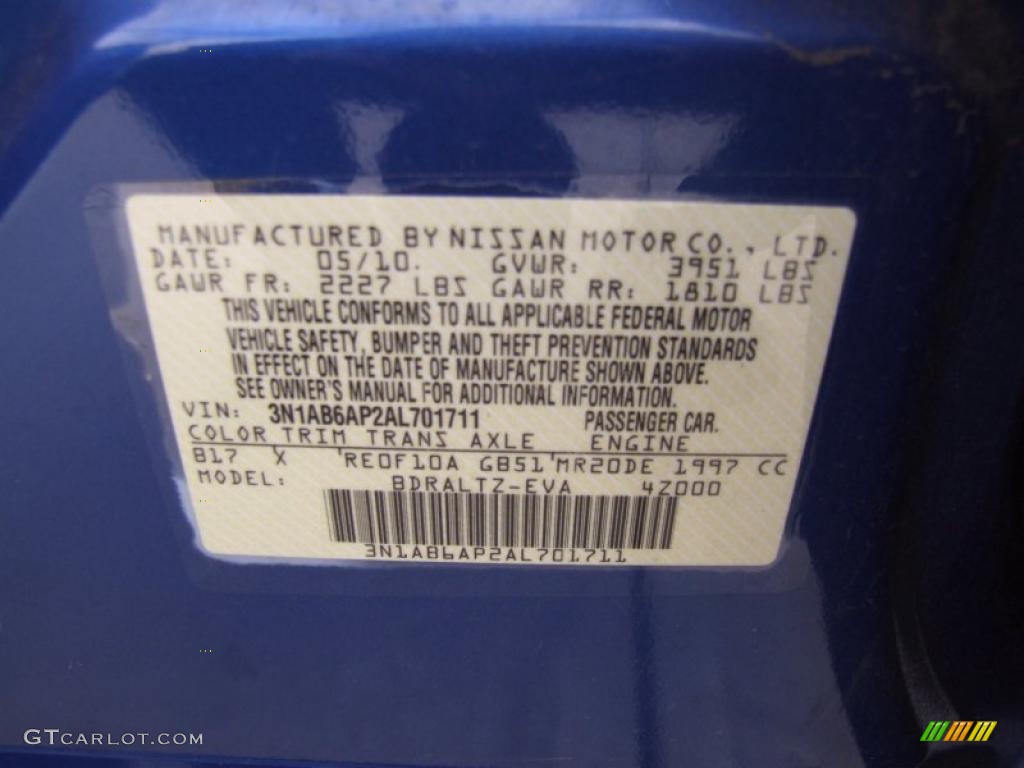 MANUFACTURED BY NISSAN MOTOR CO., LTD.
DATE: 05/10. GVWR: 3951 LBS
GAWR FR: 2227 LBS GAWR RR: 1810 LBS
THIS VEHICLE CONFORMS TO ALL APPLICABLE FEDERAL MOTOR
VEHICLE SAFETY, BUMPER AND THEFT PREVENTION STANDARDS
IN EFFECT ON THE DATE OF MANUFACTURE SHOWN ABOVE.
SEE OWNER'S MANUAL FOR ADDITIONAL INFORMATION.
VIN: 3N1AB6AP2AL701711 PASSENGER CAR.
COLOR TRIM TRANS AXLE ENGINE
B17 X RE0F10A GB51 MR20DE 1997 CC
MODEL: BDRALTZ-EVA 4Z000
3N1AB6AP2AL701711
GTCARLOT.COM